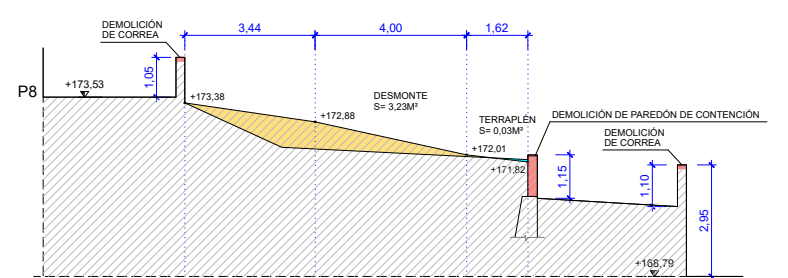 DEMOLICIÓN
DE CORREA
3,44
4,00
1,62
P8
+173,53
1,05
+173,38
+172,88
DESMONTE
S= 3,23M²
TERRAPLÉN
S= 0,03M²
DEMOLICIÓN DE PAREDÓN DE CONTENCIÓN
DEMOLICIÓN
DE CORREA
+172,01
+171,82
1,15
1,10
2,95
+168.79